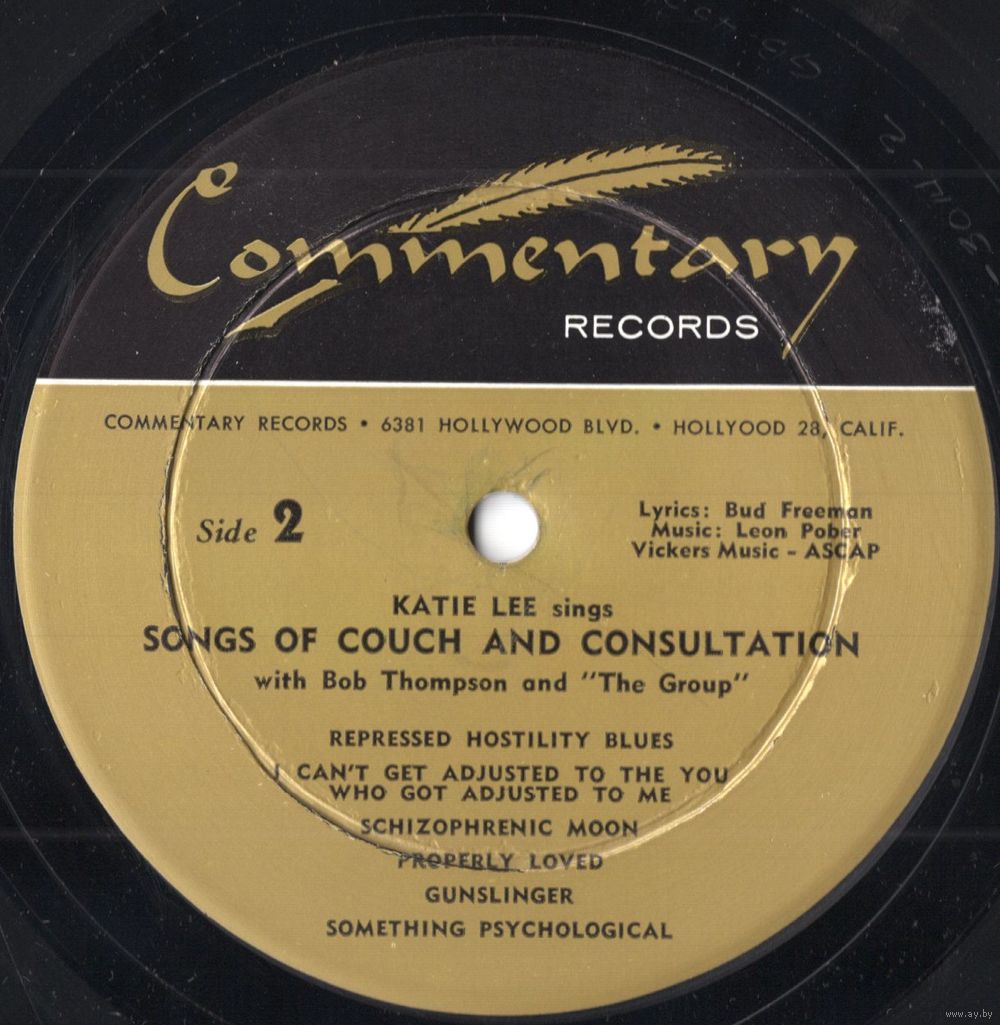 Commentary
RECORDS
COMMENTARY RECORDS • 6381 HOLLYWOOD BLVD. • HOLLYOOD 28, CALIF.
Side 2
Lyrics: Bud Freeman
Music: Leon Pober
Vickers Music - ASCAP
KATIE LEE sings
SONGS OF COUCH AND CONSULTATION
with Bob Thompson and "The Group"
REPRESSED HOSTILITY BLUES
I CAN'T GET ADJUSTED TO THE YOU
WHO GOT ADJUSTED TO ME
SCHIZOPHRENIC MOON
PROPERLY LOVED
GUNSLINGER
SOMETHING PSYCHOLOGICAL
www.ay.by